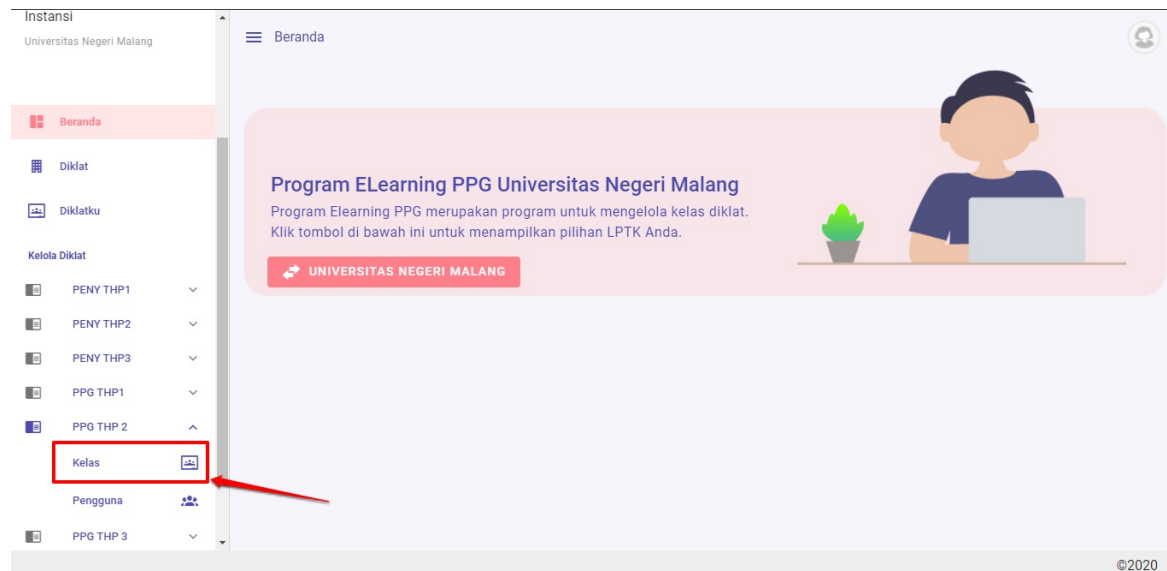 Instansi
Universitas Negeri Malang
Beranda
Diklat
Diklatku
Kelola Diklat
PENY THP1
PENY THP2
PENY THP3
PPG THP1
PPG THP 2
Kelas
Pengguna
PPG THP 3
Beranda
Program ELearning PPG Universitas Negeri Malang
Program Elearning PPG merupakan program untuk mengelola kelas diklat.
Klik tombol di bawah ini untuk menampilkan pilihan LPTK Anda.
UNIVERSITAS NEGERI MALANG
©2020